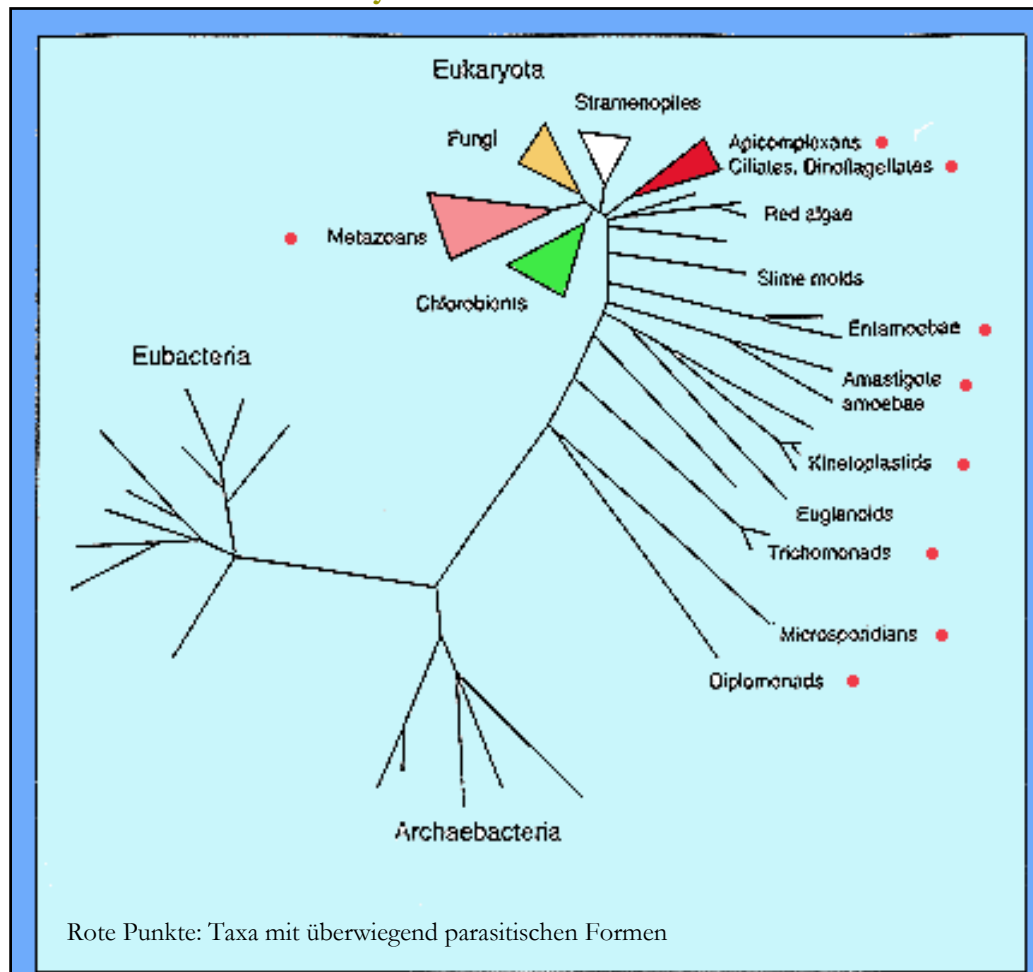 Eukaryota
Stramenopiles
Fungi
Apicomplexans
Ciliates, Dinoflagellates
Red algae
Metazoans
Slime molds
Chlorobionts
Entamoebae
Eubacteria
Amastigote
amoebae
Kinetoplastids
Euglenoids
Trichomonads
Microsporidians
Diplomonads
Archaebacteria
Rote Punkte: Taxa mit überwiegend parasitischen Formen